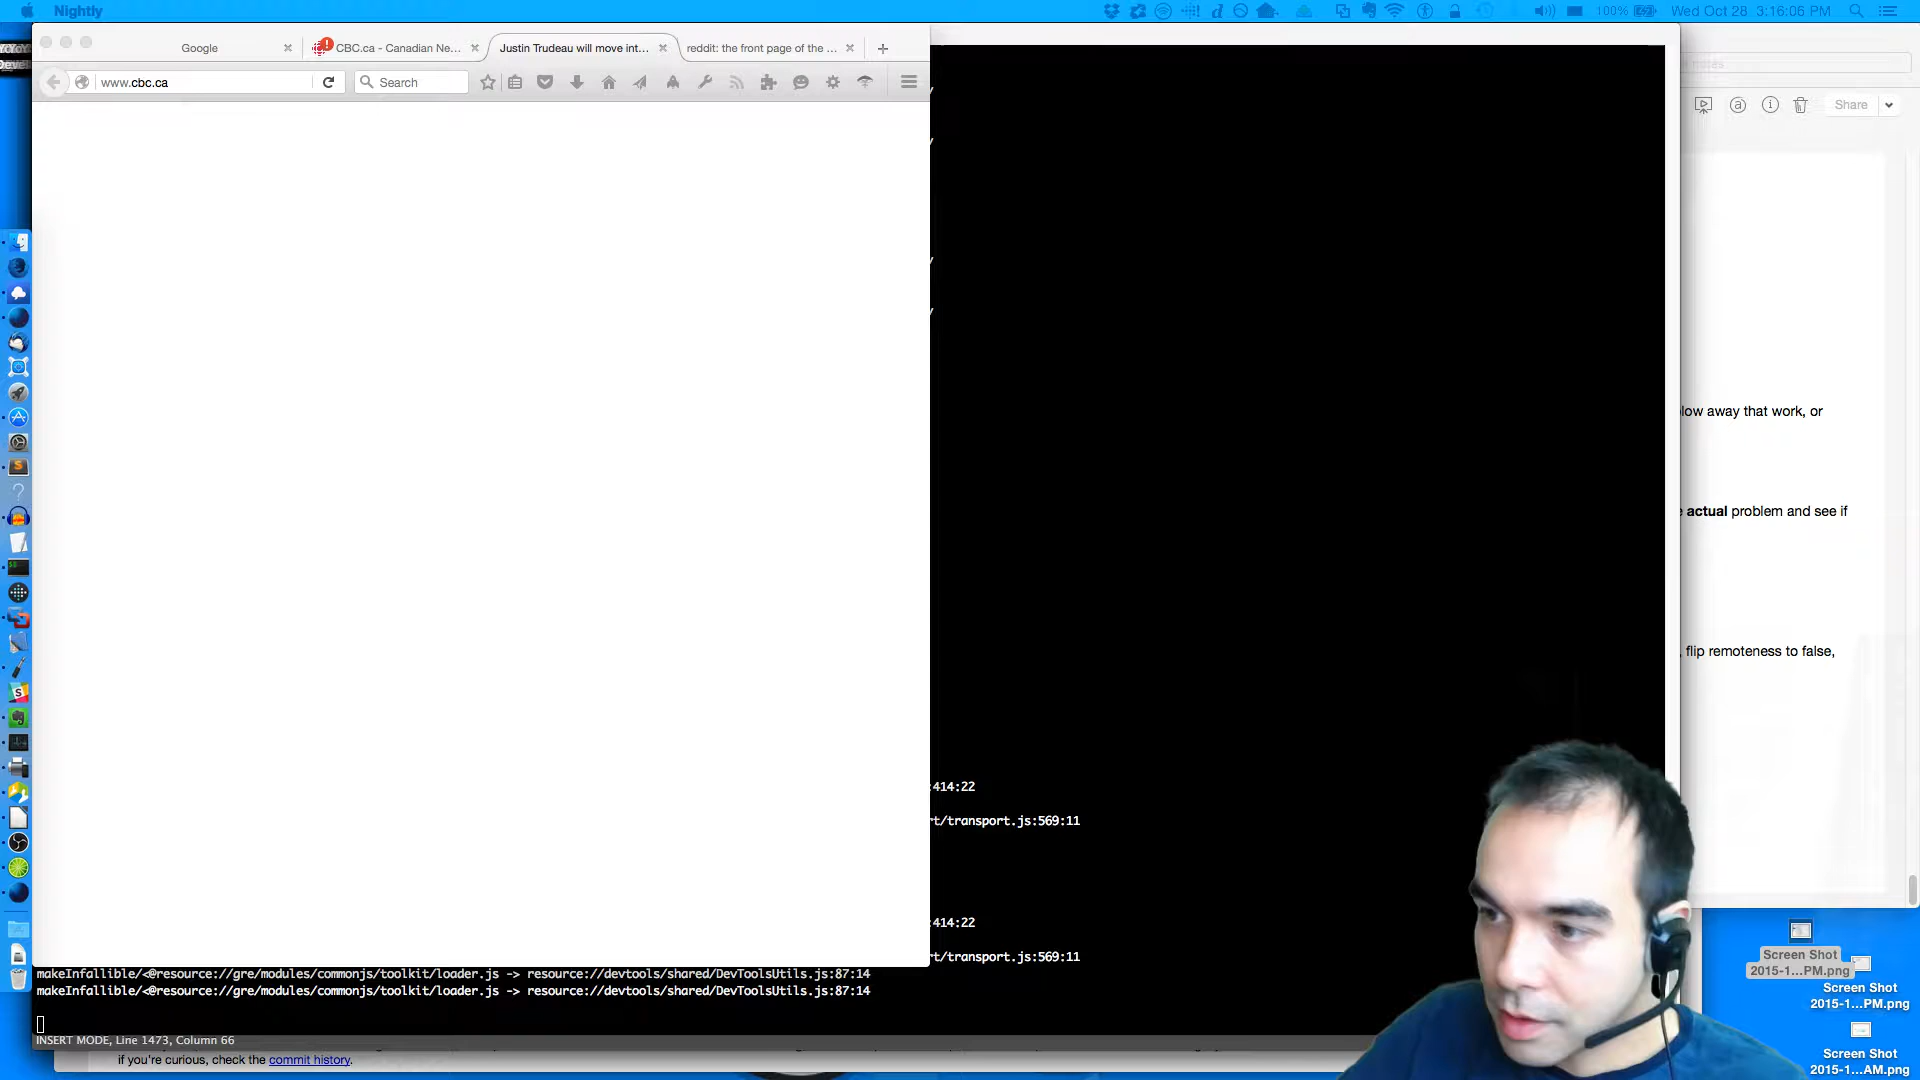 Nightly
100%
Wed Oct 28 3:16:06 PM
Google
CBC.ca - Canadian Ne...
Justin Trudeau will move int...
reddit: the front page of the ...
www.cbc.ca
Search
notes
Share
low away that work, or
actual problem and see if
, flip remoteness to false,
:414:22
rt/transport.js:569:11
:414:22
rt/transport.js:569:11
makeInfallible/<@resource://gre/modules/commonjs/toolkit/loader.js -> resource://devtools/shared/DevToolsUtils.js:87:14
makeInfallible/<@resource://gre/modules/commonjs/toolkit/loader.js -> resource://devtools/shared/DevToolsUtils.js:87:14
INSERT MODE, Line 1473, Column 66
if you're curious, check the commit history.
Screen Shot
2015-1...PM.png
Screen Shot
2015-1...PM.png
Screen Shot
2015-1...AM.png